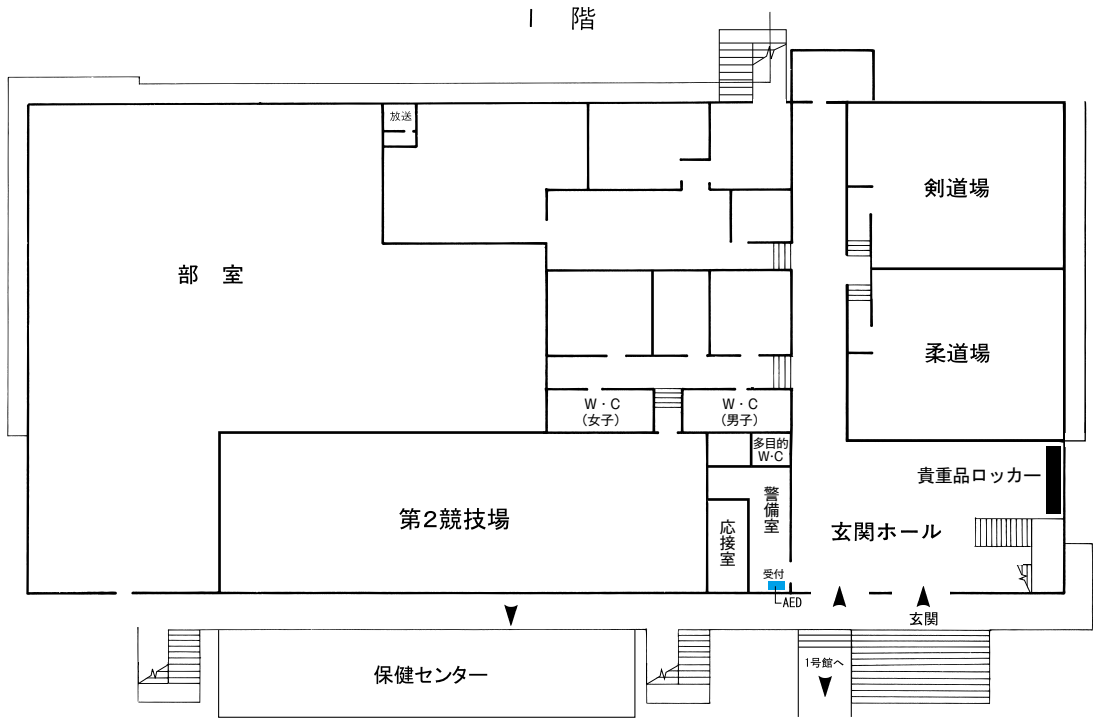 1 階
放送
剣道場
部 室
柔道場
W・C
(女子)
W・C
(男子)
多目的
W・C
貴重品ロッカー
警備室
第2競技場
応接室
玄関ホール
受付
AED
玄関
1号館へ
保健センター